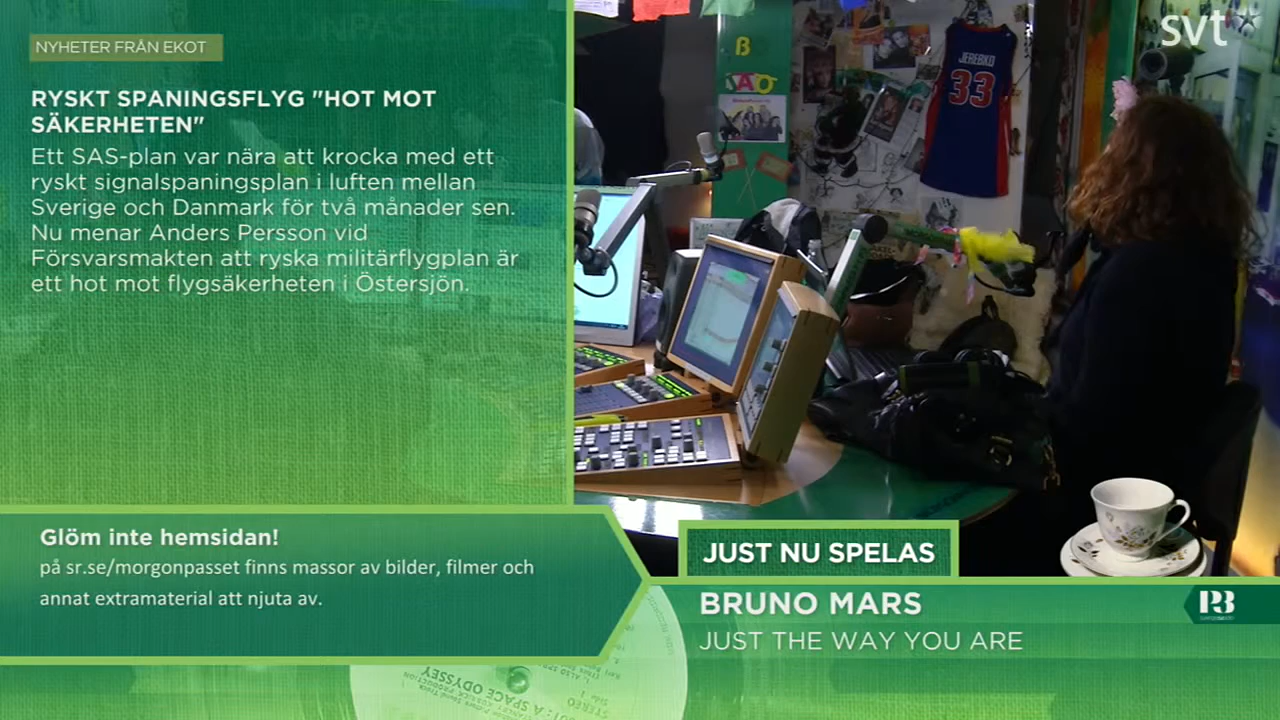 svt
NYHETER FRÅN EKOT
RYSKT SPANINGSFLYG "HOT MOT
SÄKERHETEN"
Ett SAS-plan var nära att krocka med ett
ryskt signalspaningsplan i luften mellan
Sverige och Danmark för två månader sen.
Nu menar Anders Persson vid
Försvarsmakten att ryska militärflygplan är
ett hot mot flygsäkerheten i Östersjön.
JEREBKO
33
Glöm inte hemsidan!
på sr.se/morgonpasset finns massor av bilder, filmer och
annat extramaterial att njuta av.
JUST NU SPELAS
BRUNO MARS
JUST THE WAY YOU ARE
P3
A SPACE ODYSSEY
STEREO